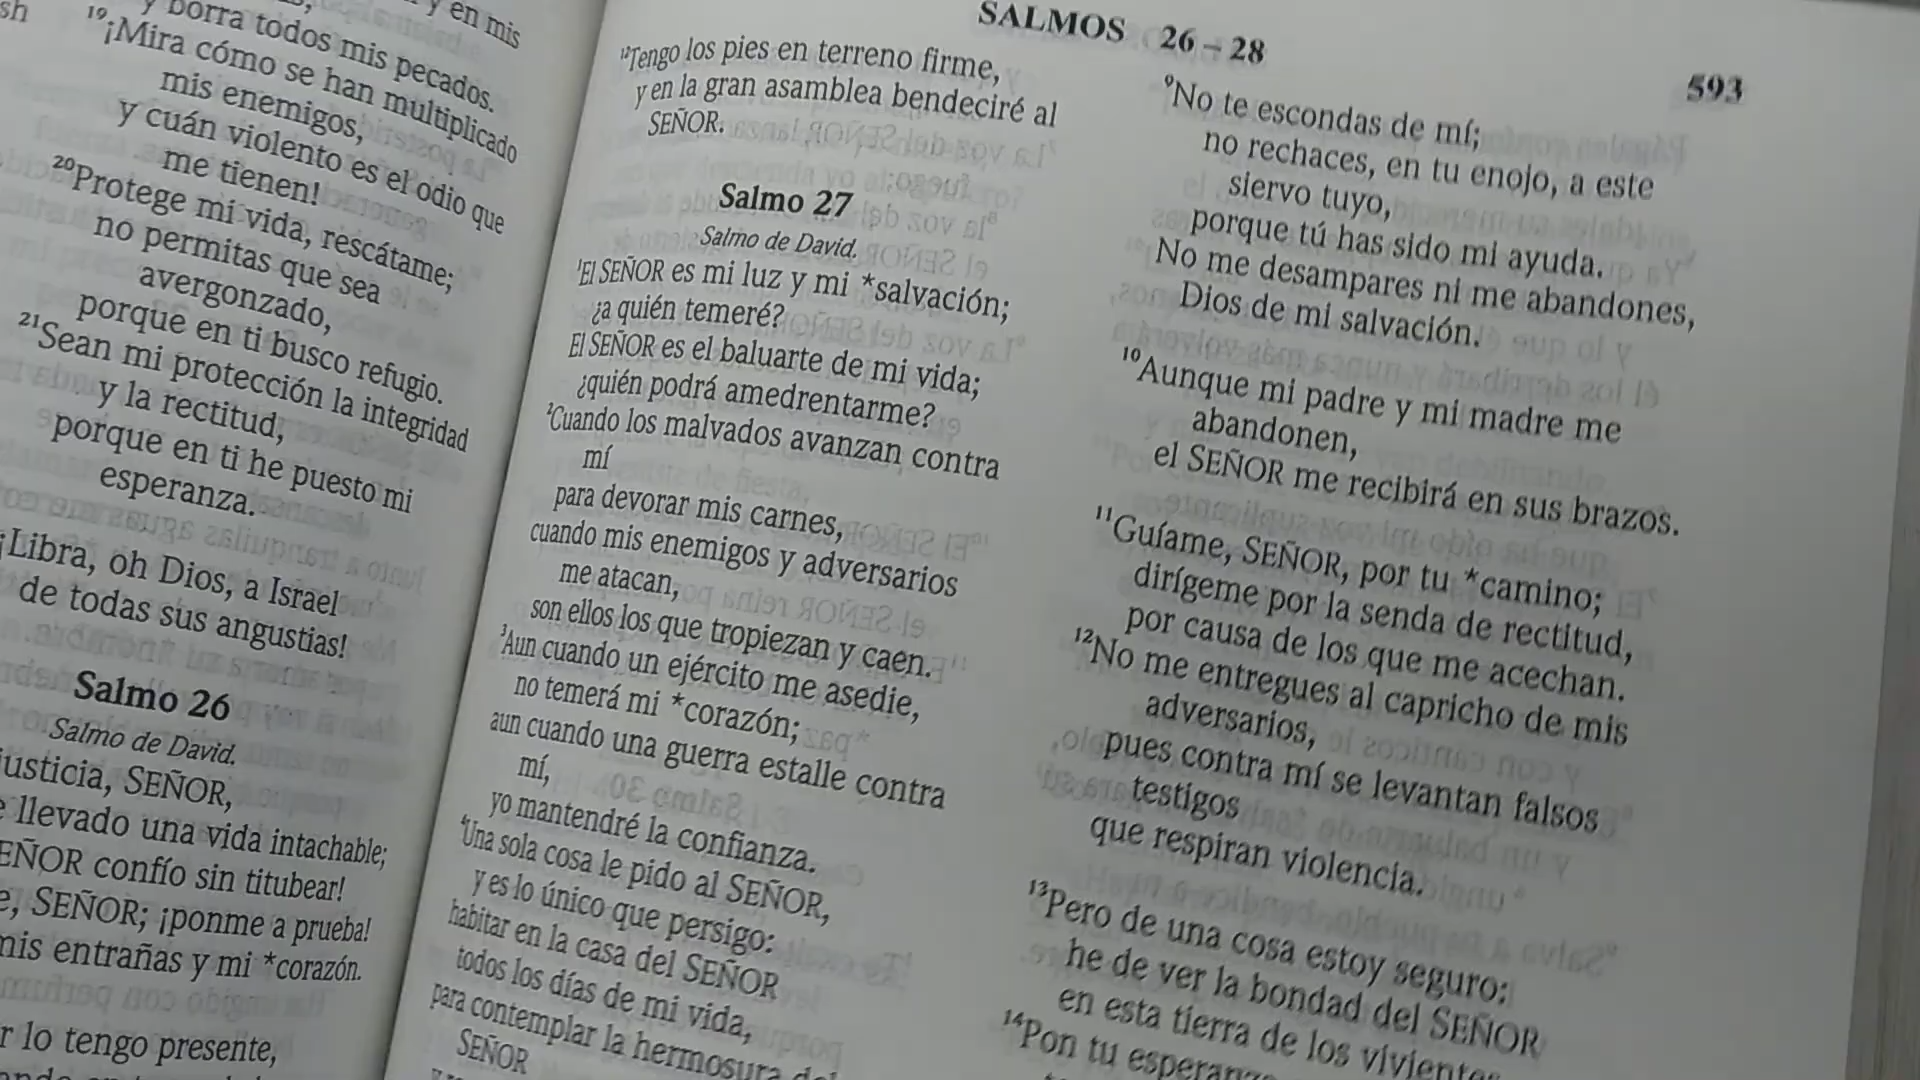 sh
y en mis
y borra todos mis pecados.
¹⁹¡Mira cómo se han multiplicado
mis enemigos,
y cuán violento es el odio que
me tienen!
²⁰Protege mi vida, rescátame;
no permitas que sea
avergonzado,
porque en ti busco refugio.
²¹Sean mi protección la integridad
y la rectitud,
porque en ti he puesto mi
esperanza.
¡Libra, oh Dios, a Israel
de todas sus angustias!
Salmo 26
Salmo de David.
justicia, SEÑOR,
llevado una vida intachable;
SEÑOR confío sin titubear!
SEÑOR; ¡ponme a prueba!
mis entrañas y mi *corazón.
r lo tengo presente,
SALMOS 26 – 28
593
¹²Tengo los pies en terreno firme,
y en la gran asamblea bendeciré al
SEÑOR.
Salmo 27
Salmo de David.
¹El SEÑOR es mi luz y mi *salvación;
¿a quién temeré?
El SEÑOR es el baluarte de mi vida;
¿quién podrá amedrentarme?
²Cuando los malvados avanzan contra
mí
para devorar mis carnes,
cuando mis enemigos y adversarios
me atacan,
son ellos los que tropiezan y caen.
³Aun cuando un ejército me asedie,
no temerá mi *corazón;
aun cuando una guerra estalle contra
mí,
yo mantendré la confianza.
⁴Una sola cosa le pido al SEÑOR,
y es lo único que persigo:
habitar en la casa del SEÑOR
todos los días de mi vida,
para contemplar la hermosura del
SEÑOR
⁹No te escondas de mí;
no rechaces, en tu enojo, a este
siervo tuyo,
porque tú has sido mi ayuda.
No me desampares ni me abandones,
Dios de mi salvación.
¹⁰Aunque mi padre y mi madre me
abandonen,
el SEÑOR me recibirá en sus brazos.
¹¹Guíame, SEÑOR, por tu *camino;
dirígeme por la senda de rectitud,
por causa de los que me acechan.
¹²No me entregues al capricho de mis
adversarios,
pues contra mí se levantan falsos
testigos
que respiran violencia.
¹³Pero de una cosa estoy seguro:
he de ver la bondad del SEÑOR
en esta tierra de los vivientes.
¹⁴Pon tu esperanza